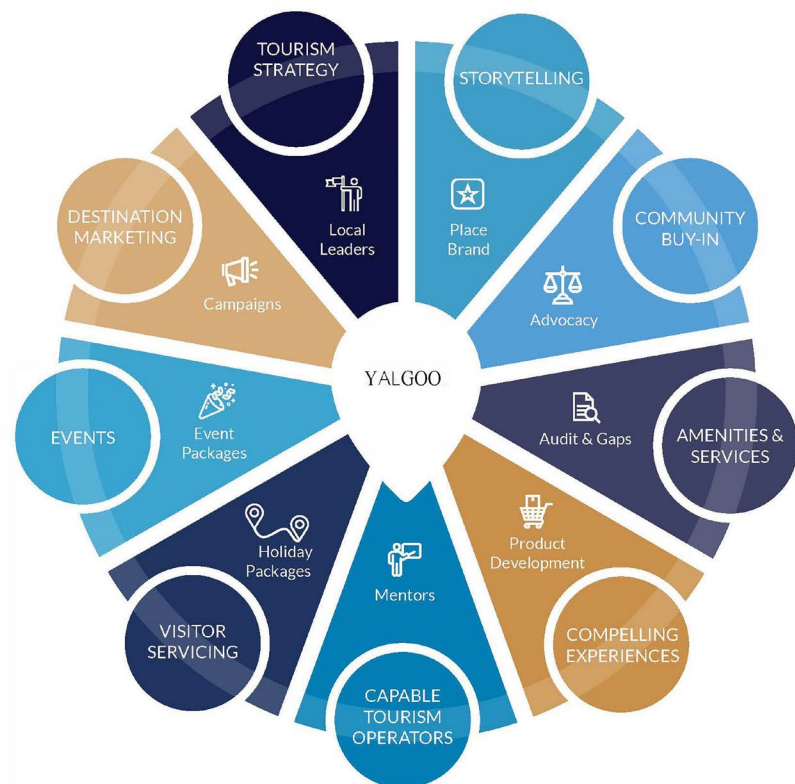 TOURISM
STRATEGY
Local
Leaders
STORYTELLING
Place
Brand
COMMUNITY
BUY-IN
Advocacy
AMENITIES &
SERVICES
Audit & Gaps
COMPELLING
EXPERIENCES
Product
Development
CAPABLE
TOURISM
OPERATORS
Mentors
VISITOR
SERVICING
Holiday
Packages
EVENTS
Event
Packages
DESTINATION
MARKETING
Campaigns
YALGOO